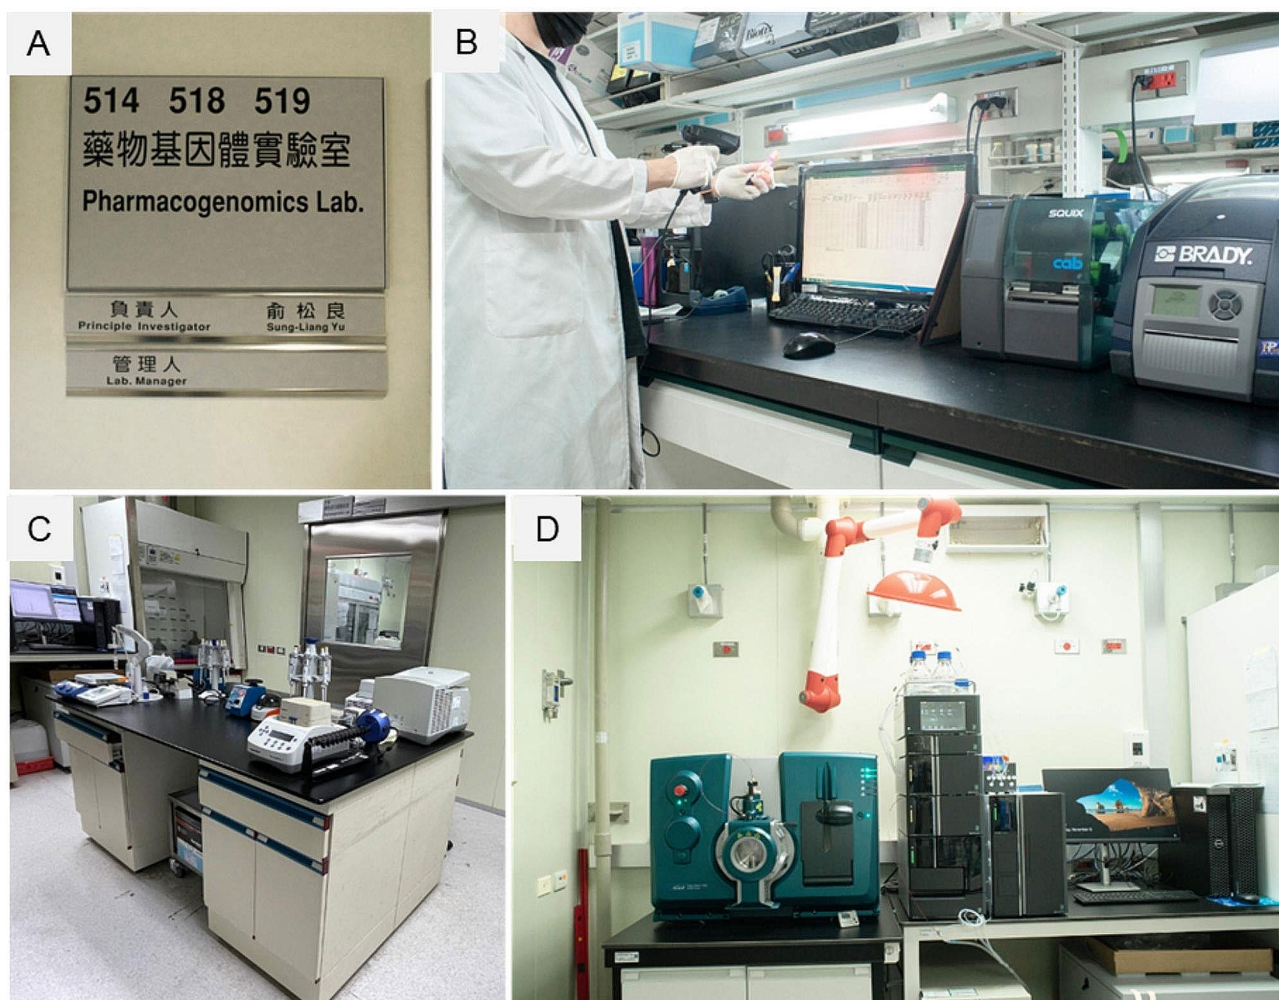 A
514 518 519
藥物基因體實驗室
Pharmacogenomics Lab.
負責人 俞松良
Principle Investigator Sung-Liang Yu
管理人
Lab. Manager
B
Biotix
SQUIX
cab
BRADY.
C
D